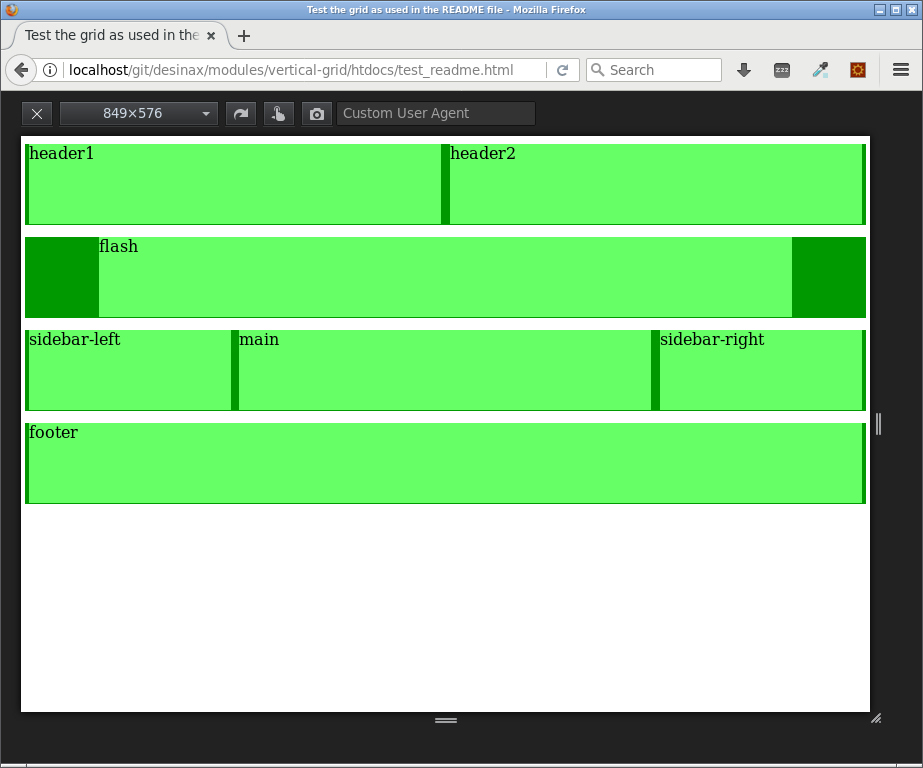 Test the grid as used in the README file - Mozilla Firefox
Test the grid as used in the
localhost/git/desinax/modules/vertical-grid/htdocs/test_readme.html
Search
zzz
849×576
Custom User Agent
header1
header2
flash
sidebar-left
main
sidebar-right
footer